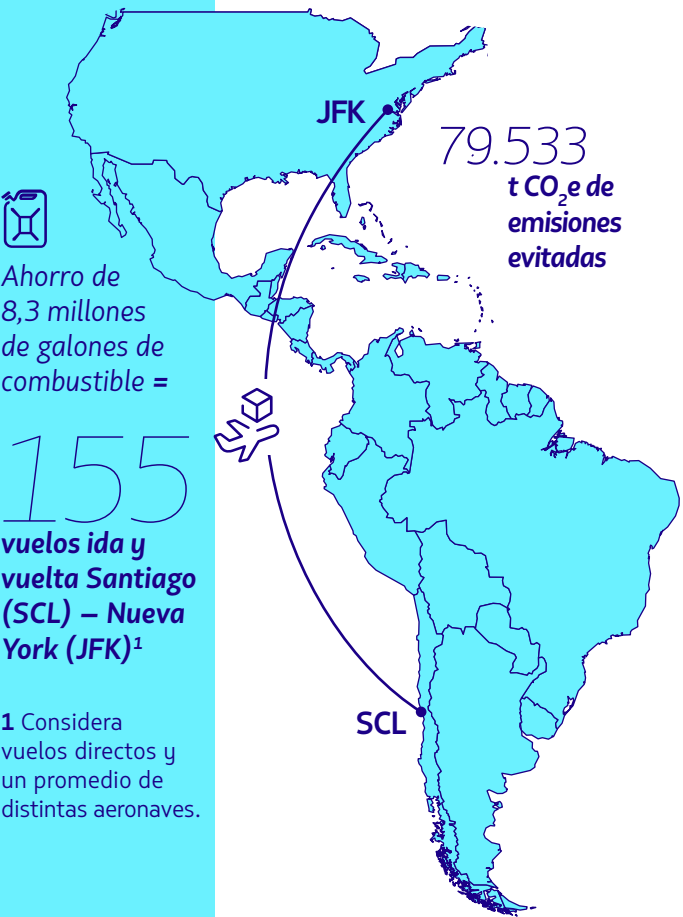 JFK
79.533
t CO₂e de
emisiones
evitadas
Ahorro de
8,3 millones
de galones de
combustible =
155
vuelos ida y
vuelta Santiago
(SCL) – Nueva
York (JFK)¹
SCL
1 Considera
vuelos directos y
un promedio de
distintas aeronaves.